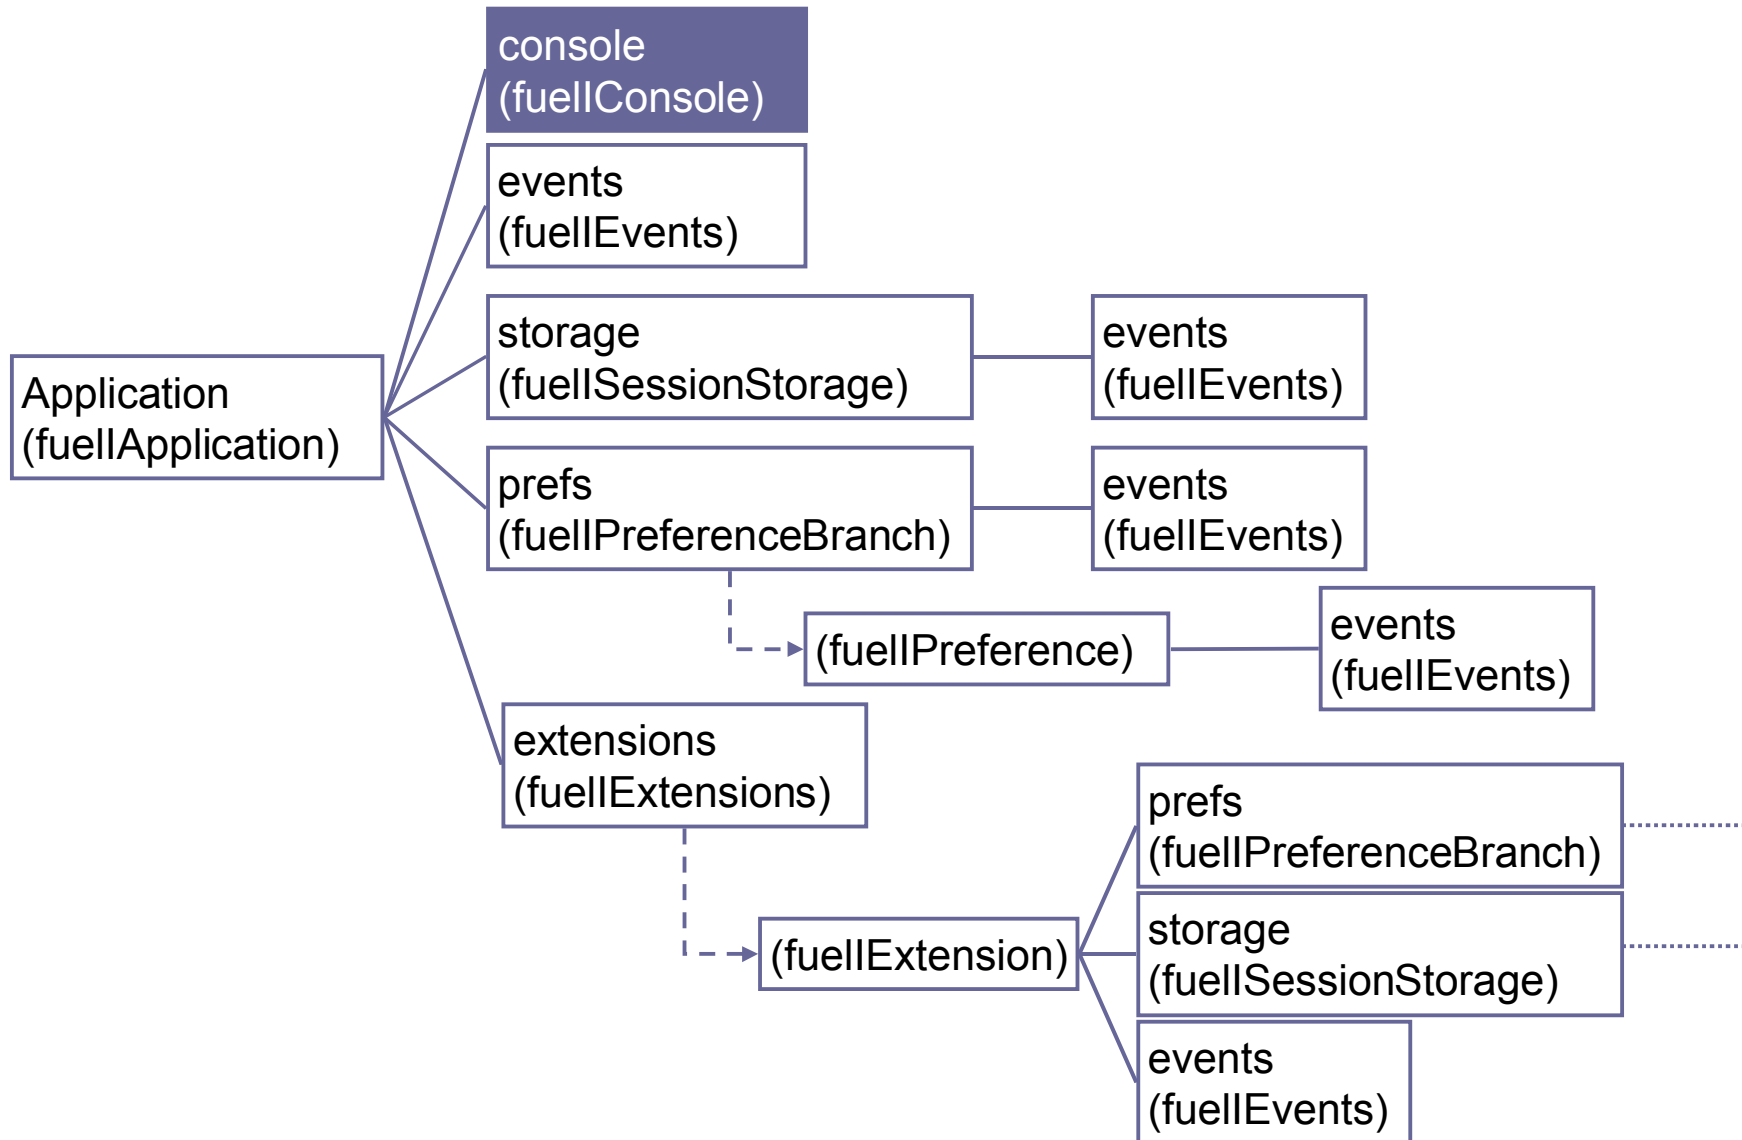 console
(fuelIConsole)
events
(fuelIEvents)
storage
(fuelISessionStorage)
events
(fuelIEvents)
Application
(fuelIApplication)
prefs
(fuelIPreferenceBranch)
events
(fuelIEvents)
(fuelIPreference)
events
(fuelIEvents)
extensions
(fuelIExtensions)
prefs
(fuelIPreferenceBranch)
(fuelIExtension)
storage
(fuelISessionStorage)
events
(fuelIEvents)